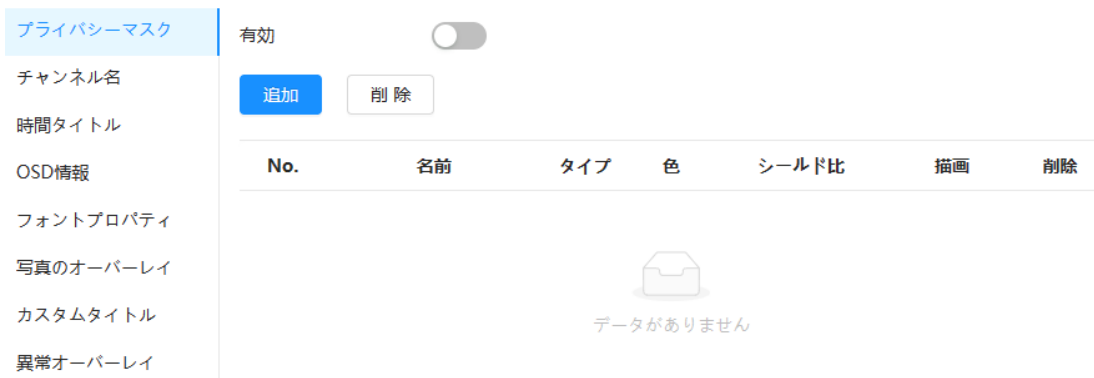 プライバシーマスク
チャンネル名
時間タイトル
OSD情報
フォントプロパティ
写真のオーバーレイ
カスタムタイトル
異常オーバーレイ
有効
追加 削 除
No. 名前 タイプ 色 シールド比 描画 削除
データがありません